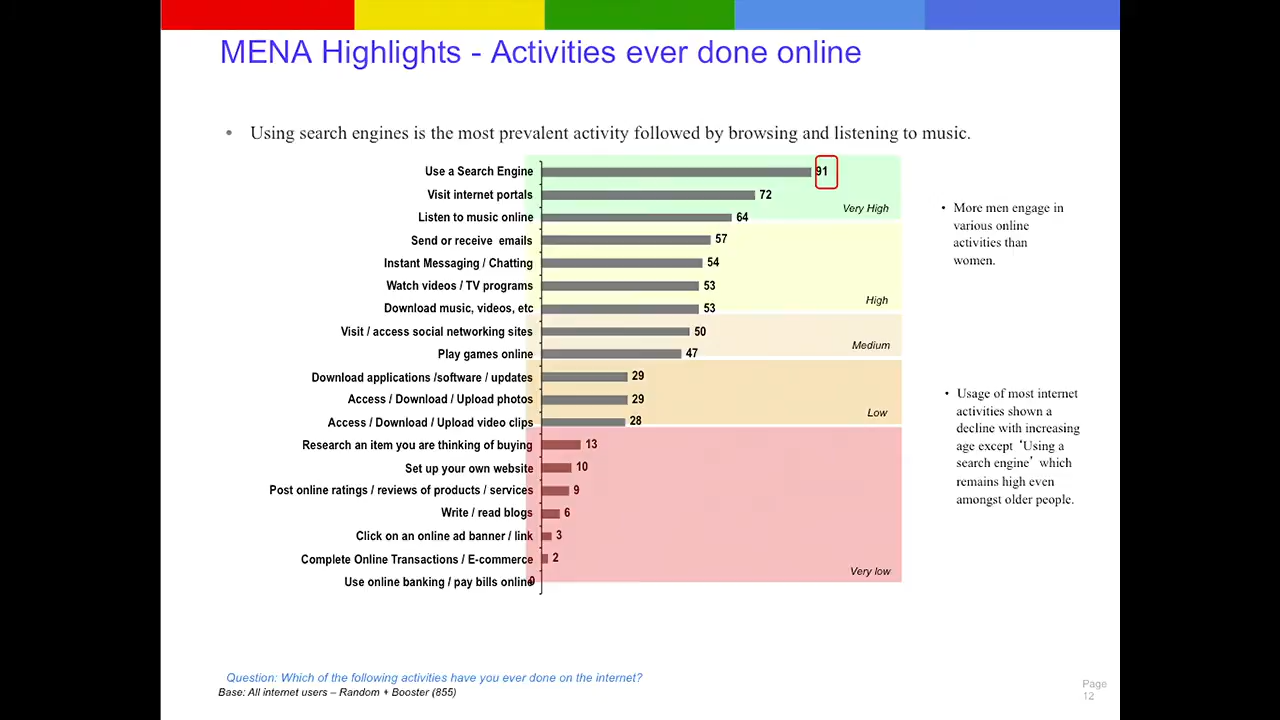 MENA Highlights - Activities ever done online
• Using search engines is the most prevalent activity followed by browsing and listening to music.
Use a Search Engine 91
Visit internet portals 72
Listen to music online 64
Very High
Send or receive emails 57
Instant Messaging / Chatting 54
Watch videos / TV programs 53
Download music, videos, etc 53
High
Visit / access social networking sites 50
Play games online 47
Medium
Download applications /software / updates 29
Access / Download / Upload photos 29
Access / Download / Upload video clips 28
Low
Research an item you are thinking of buying 13
Set up your own website 10
Post online ratings / reviews of products / services 9
Write / read blogs 6
Click on an online ad banner / link 3
Complete Online Transactions / E-commerce 2
Use online banking / pay bills online 0
Very low
• More men engage in
various online
activities than
women.
• Usage of most internet
activities shown a
decline with increasing
age except ‘Using a
search engine’ which
remains high even
amongst older people.
Question: Which of the following activities have you ever done on the internet?
Base: All internet users – Random + Booster (855)
Page
12